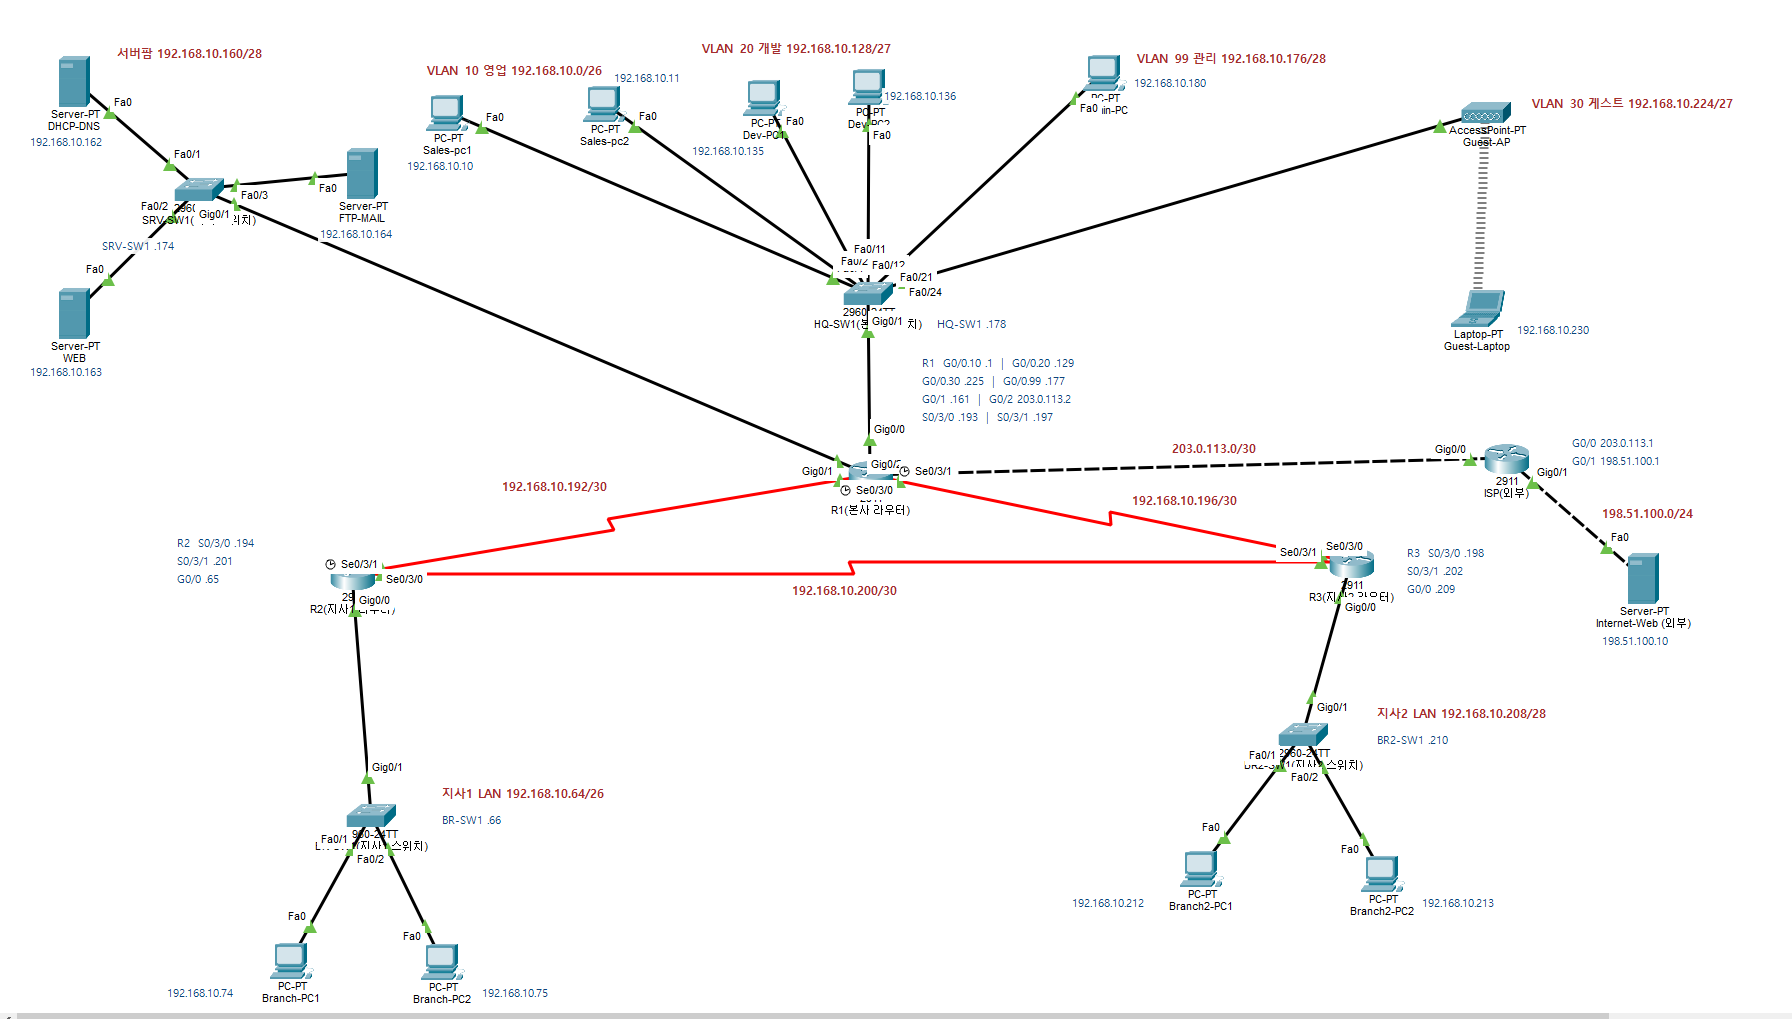 서버팜 192.168.10.160/28
Server-PT
DHCP-DNS
192.168.10.162
Fa0
Fa0/1
Fa0/2
Fa0/3
Gig0/1
Fa0
Server-PT
FTP-MAIL
192.168.10.164
SRV-SW1 .174
Fa0
Server-PT
WEB
192.168.10.163
VLAN 10 영업 192.168.10.0/26
PC-PT
Sales-pc1
192.168.10.10
Fa0
192.168.10.11
PC-PT
Sales-pc2
Fa0
VLAN 20 개발 192.168.10.128/27
192.168.10.135
Fa0
192.168.10.136
Fa0
VLAN 99 관리 192.168.10.176/28
192.168.10.180
Fa0
VLAN 30 게스트 192.168.10.224/27
AccessPoint-PT
Guest-AP
Laptop-PT
Guest-Laptop
192.168.10.230
Fa0/11
Fa0/2
Fa0/12
Fa0/21
Fa0/24
Gig0/1
HQ-SW1 .178
R1 G0/0.10 .1 | G0/0.20 .129
G0/0.30 .225 | G0/0.99 .177
G0/1 .161 | G0/2 203.0.113.2
S0/3/0 .193 | S0/3/1 .197
Gig0/0
Gig0/1
Gig0/2
Se0/3/1
Se0/3/0
R1(본사 라우터)
203.0.113.0/30
Gig0/0
Gig0/1
2911
ISP(외부)
G0/0 203.0.113.1
G0/1 198.51.100.1
198.51.100.0/24
Fa0
Server-PT
Internet-Web (외부)
198.51.100.10
192.168.10.192/30
192.168.10.196/30
192.168.10.200/30
R2 S0/3/0 .194
S0/3/1 .201
G0/0 .65
Se0/3/1
Se0/3/0
Gig0/0
Se0/3/1
Se0/3/0
2911
Gig0/0
R3 S0/3/0 .198
S0/3/1 .202
G0/0 .209
Gig0/1
지사1 LAN 192.168.10.64/26
BR-SW1 .66
Fa0/1
Fa0/2
Fa0
Fa0
PC-PT
Branch-PC1
192.168.10.74
PC-PT
Branch-PC2
192.168.10.75
Gig0/1
지사2 LAN 192.168.10.208/28
BR2-SW1 .210
Fa0/1
Fa0/2
Fa0
Fa0
PC-PT
Branch2-PC1
192.168.10.212
PC-PT
Branch2-PC2
192.168.10.213